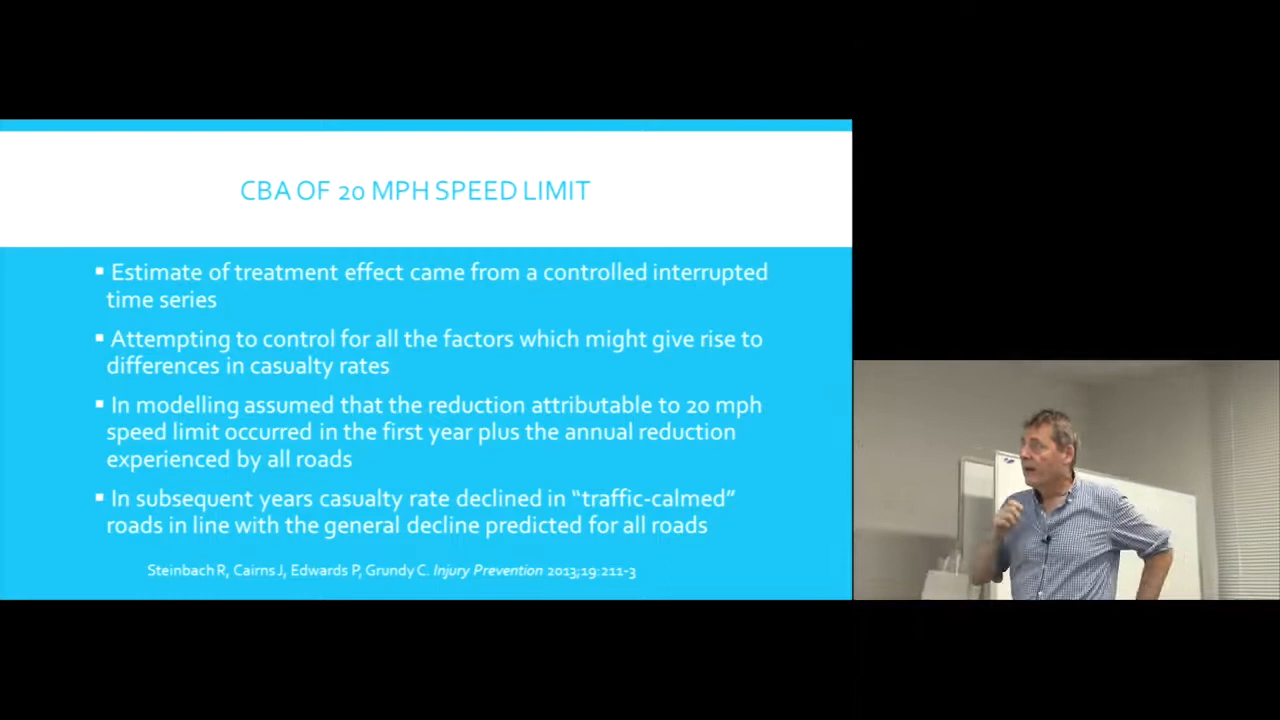 CBA OF 20 MPH SPEED LIMIT
▪ Estimate of treatment effect came from a controlled interrupted
time series
▪ Attempting to control for all the factors which might give rise to
differences in casualty rates
▪ In modelling assumed that the reduction attributable to 20 mph
speed limit occurred in the first year plus the annual reduction
experienced by all roads
▪ In subsequent years casualty rate declined in “traffic-calmed”
roads in line with the general decline predicted for all roads
Steinbach R, Cairns J, Edwards P, Grundy C. Injury Prevention 2013;19:211-3